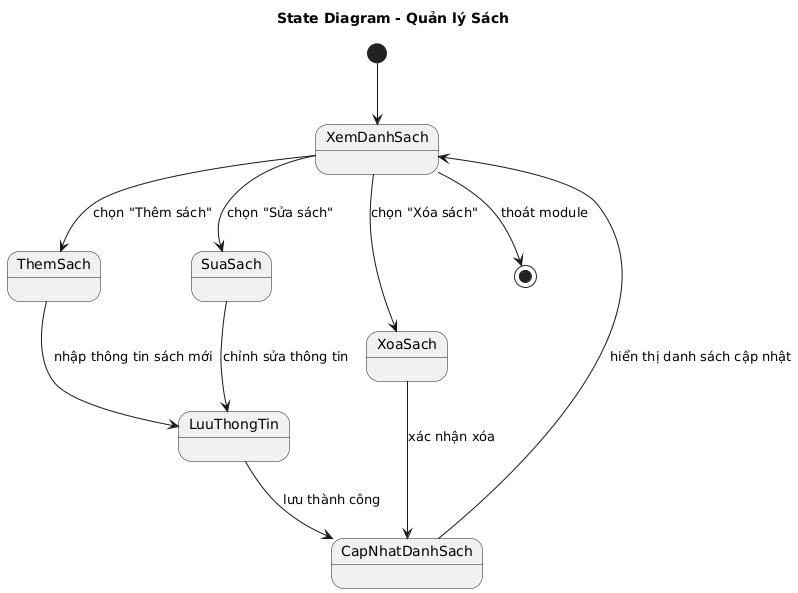 State Diagram - Quản lý Sách
XemDanhSach
chọn "Thêm sách"
chọn "Sửa sách"
chọn "Xóa sách"
thoát module
ThemSach
SuaSach
XoaSach
nhập thông tin sách mới
chỉnh sửa thông tin
hiển thị danh sách cập nhật
LuuThongTin
xác nhận xóa
lưu thành công
CapNhatDanhSach